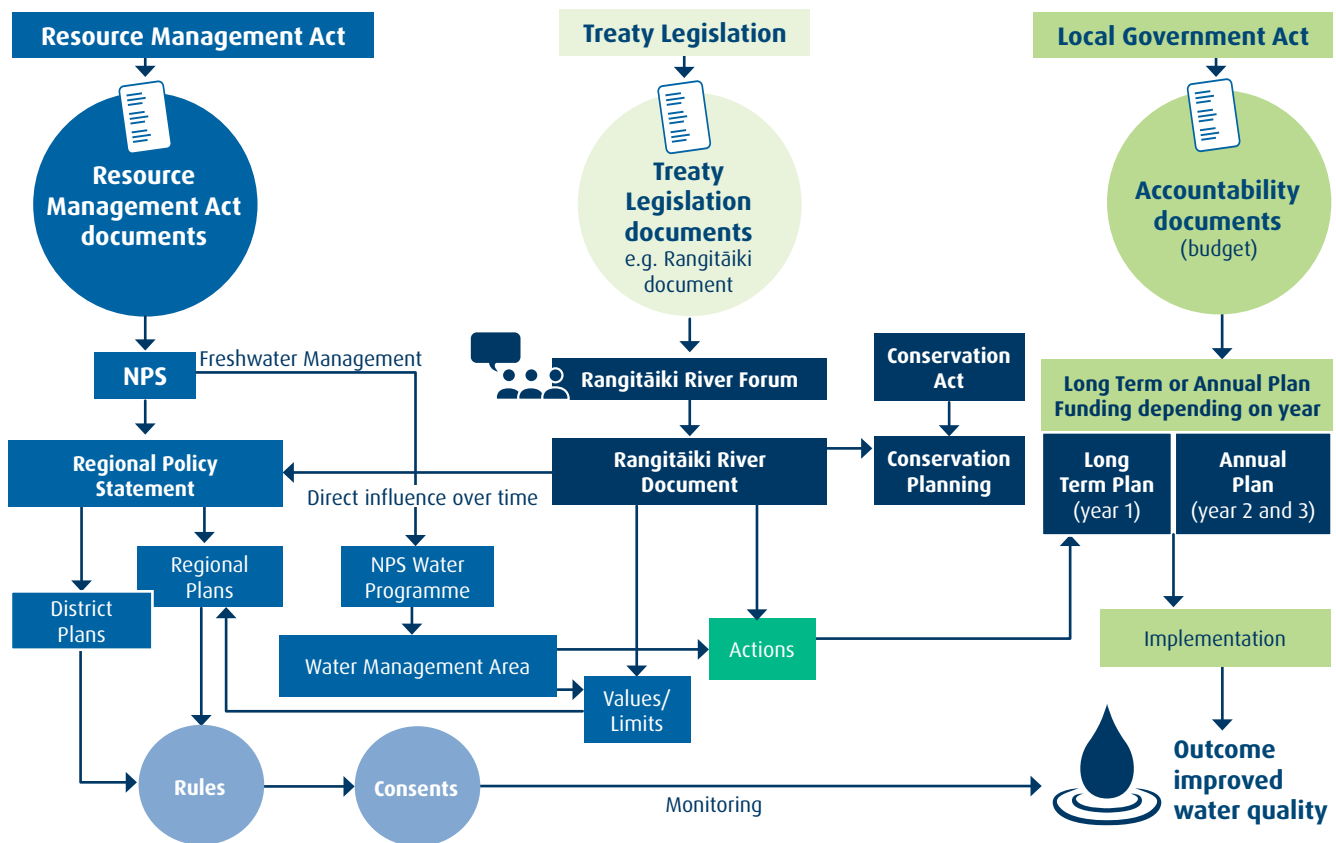 Resource Management Act
Treaty Legislation
Local Government Act
Resource
Management Act
documents
Treaty
Legislation
documents
e.g. Rangitāiki
document
Accountability
documents
(budget)
NPS
Freshwater Management
Rangitāiki River Forum
Conservation
Act
Long Term or Annual Plan
Funding depending on year
Regional Policy
Statement
Direct influence over time
Rangitāiki River
Document
Conservation
Planning
Long
Term Plan
(year 1)
Annual
Plan
(year 2 and 3)
Regional
Plans
NPS Water
Programme
District
Plans
Water Management Area
Actions
Implementation
Values/
Limits
Rules
Consents
Monitoring
Outcome
improved
water quality